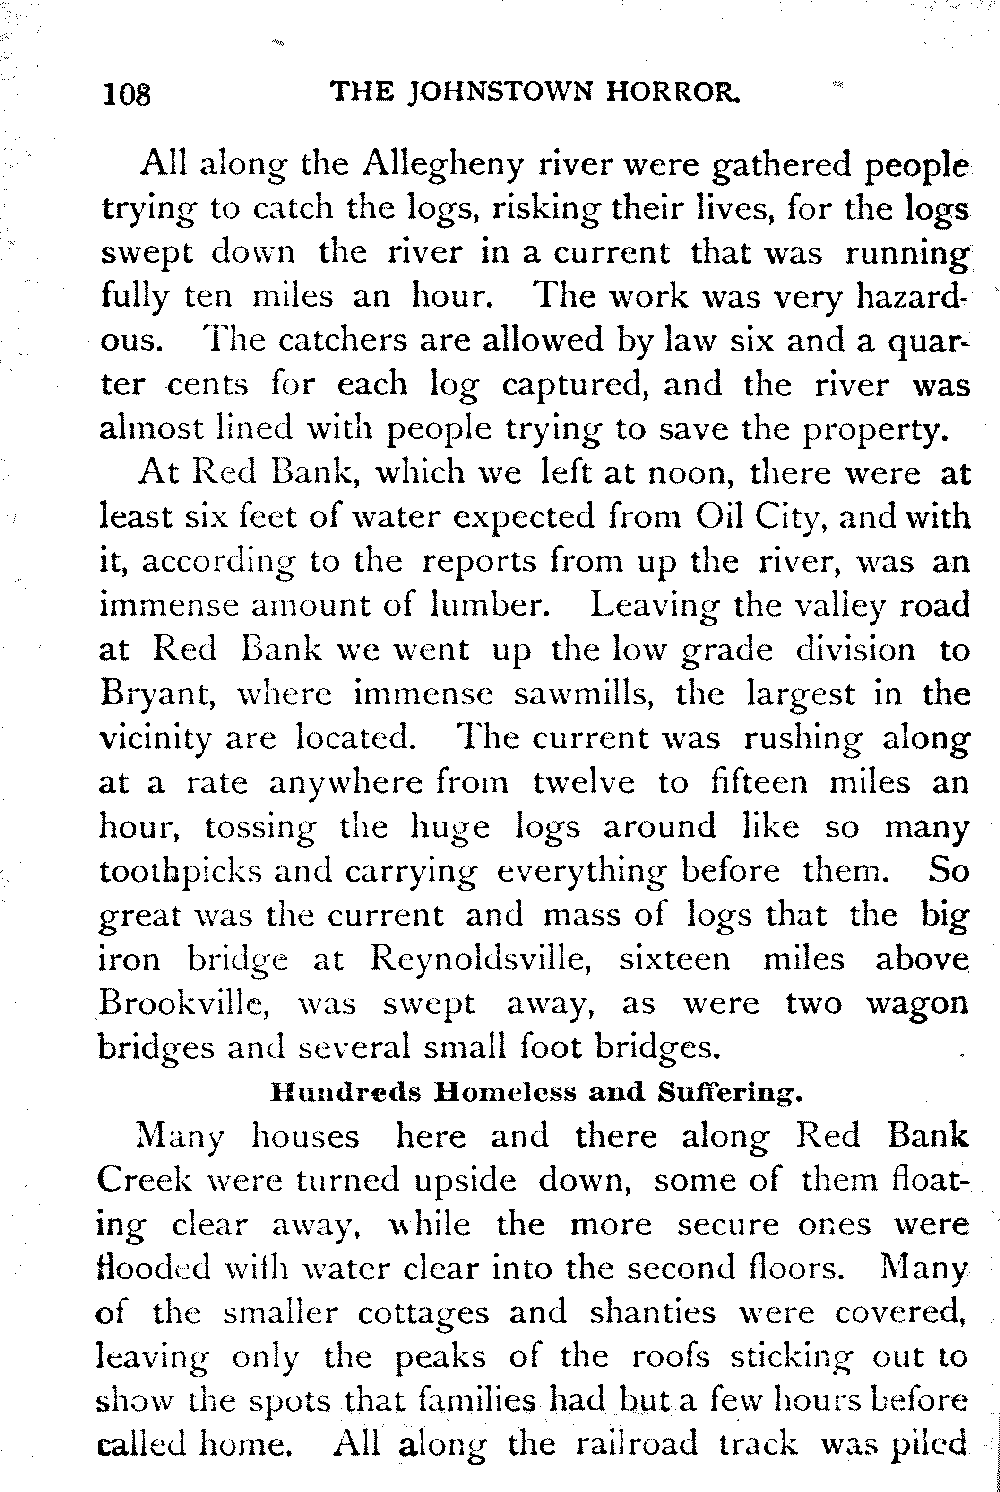 108 THE JOHNSTOWN HORROR.
All along the Allegheny river were gathered people
trying to catch the logs, risking their lives, for the logs
swept down the river in a current that was running
fully ten miles an hour. The work was very hazard-
ous. The catchers are allowed by law six and a quar-
ter cents for each log captured, and the river was
almost lined with people trying to save the property.
At Red Bank, which we left at noon, there were at
least six feet of water expected from Oil City, and with
it, according to the reports from up the river, was an
immense amount of lumber. Leaving the valley road
at Red Bank we went up the low grade division to
Bryant, where immense sawmills, the largest in the
vicinity are located. The current was rushing along
at a rate anywhere from twelve to fifteen miles an
hour, tossing the huge logs around like so many
toothpicks and carrying everything before them. So
great was the current and mass of logs that the big
iron bridge at Reynoldsville, sixteen miles above
Brookville, was swept away, as were two wagon
bridges and several small foot bridges.
Hundreds Homeless and Suffering.
Many houses here and there along Red Bank
Creek were turned upside down, some of them float-
ing clear away, while the more secure ones were
flooded with water clear into the second floors. Many
of the smaller cottages and shanties were covered,
leaving only the peaks of the roofs sticking out to
show the spots that families had but a few hours before
called home. All along the railroad track was piled